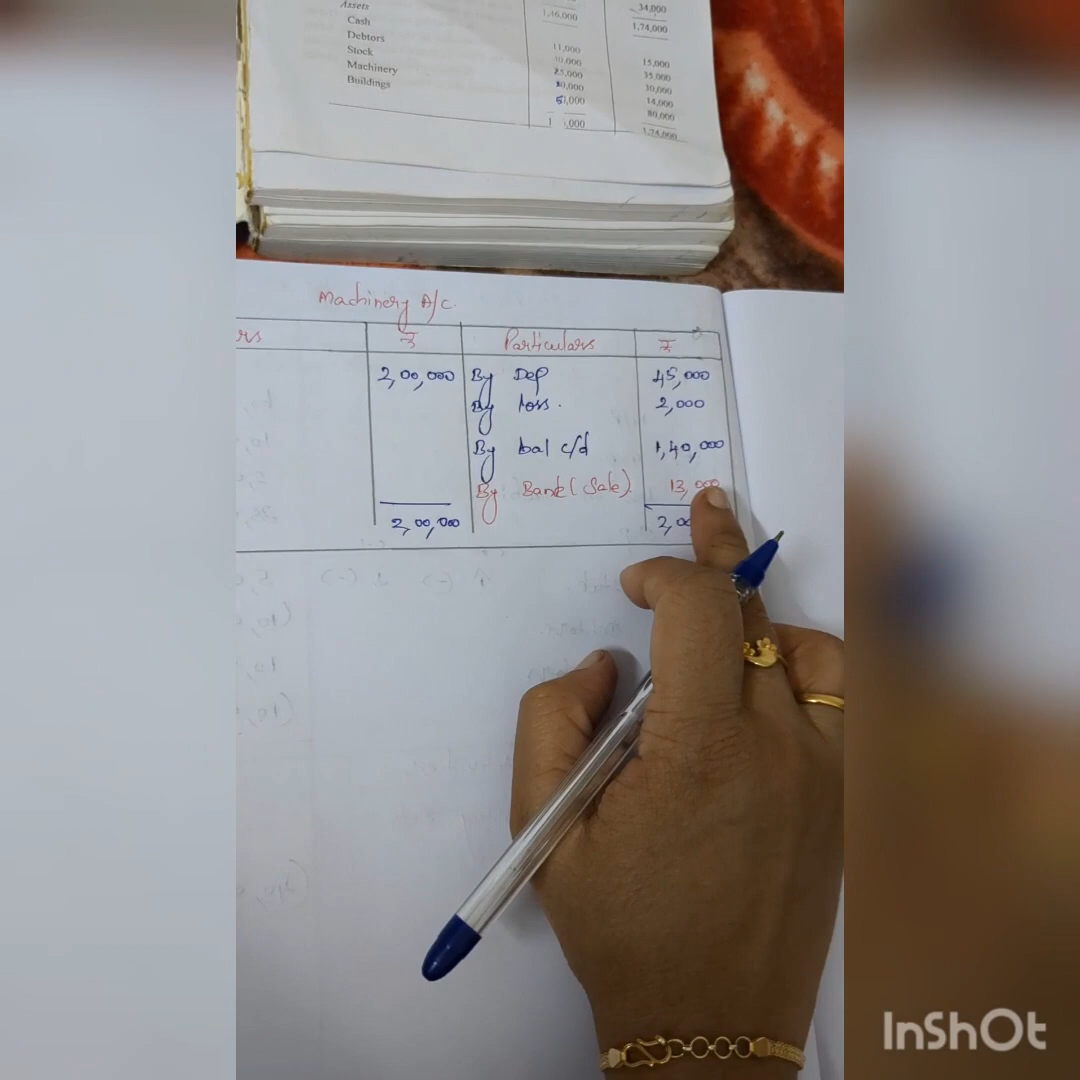 Assets 34,000
1,46,000 1,74,000
Cash 11,000 15,000
Debtors 35,000
Stock 25,000 30,000
Machinery 14,000
Buildings 80,000
1,74,000
Machinery A/c.
rs ₹ Particulars ₹
2,00,000 By Dep 45,000
By loss. 2,000
By bal c/d 1,40,000
By Bank (Sale) 13,000
2,00,000 2,00
InShOt